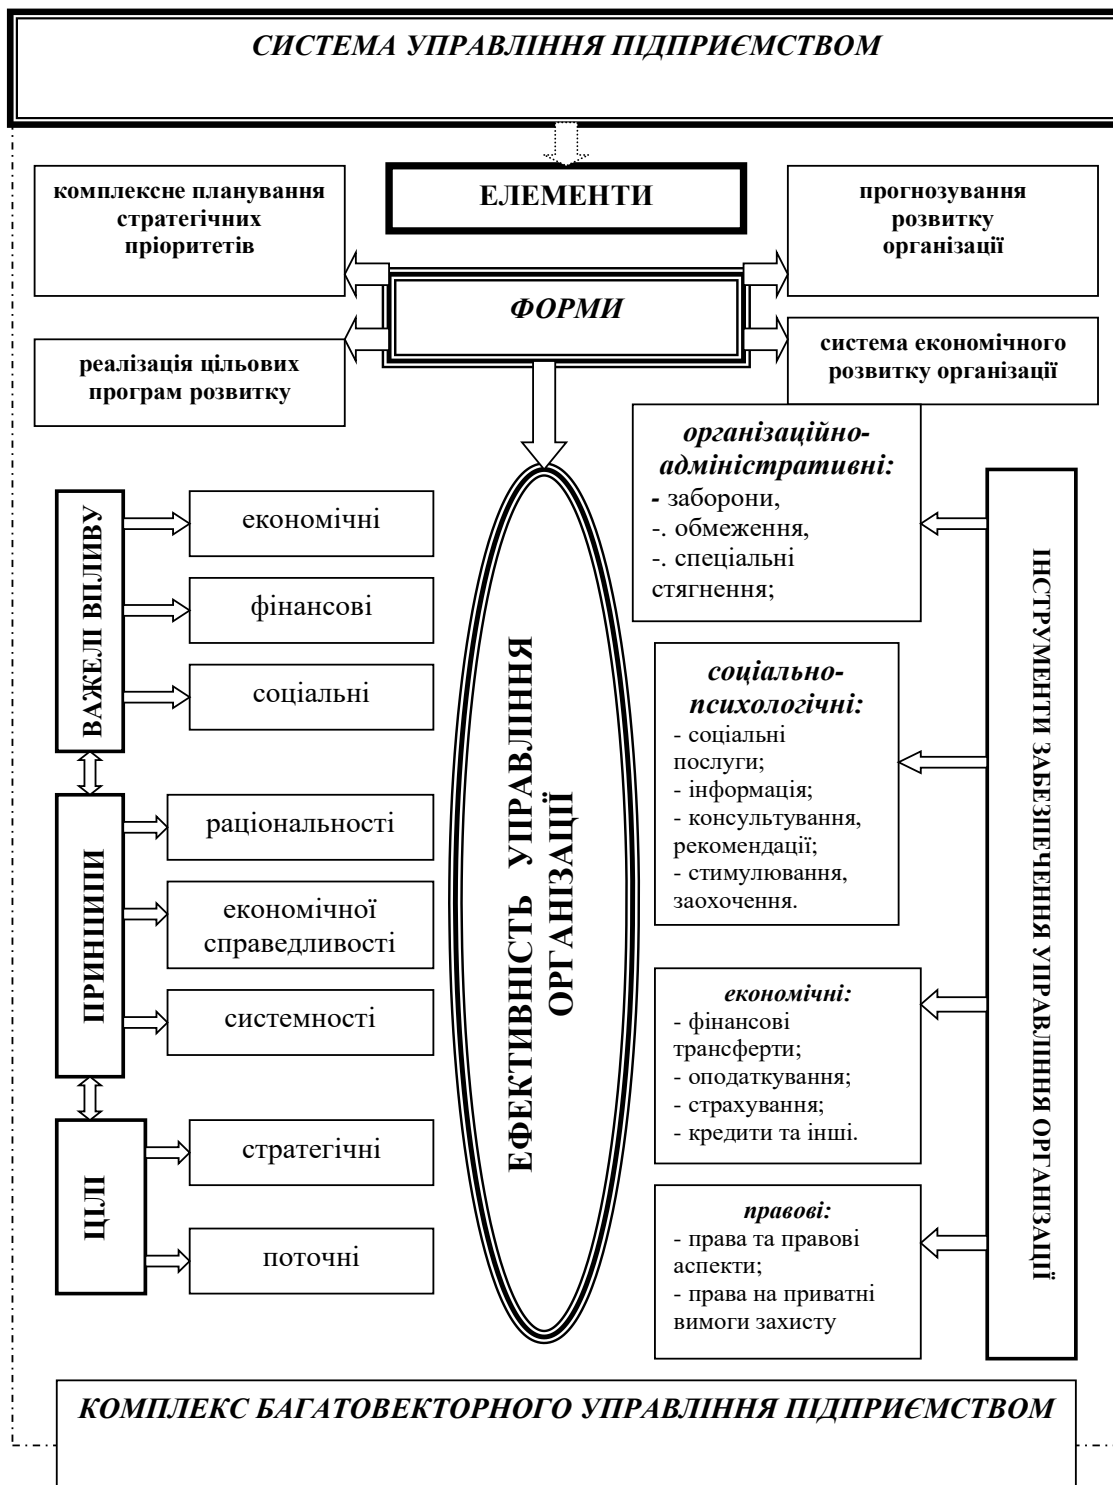 СИСТЕМА УПРАВЛІННЯ ПІДПРИЄМСТВОМ
комплексне планування
стратегічних
пріоритетів
ЕЛЕМЕНТИ
прогнозування
розвитку
організації
ФОРМИ
реалізація цільових
програм розвитку
система економічного
розвитку організації
ВАЖЕЛІ ВПЛИВУ
економічні
фінансові
соціальні
ПРИНЦИПИ
раціональності
економічної
справедливості
системності
ЦІЛІ
стратегічні
поточні
ЕФЕКТИВНІСТЬ УПРАВЛІННЯ
ОРГАНІЗАЦІЇ
організаційно-
адміністративні:
- заборони,
-. обмеження,
-. спеціальні
стягнення;
соціально-
психологічні:
- соціальні
послуги;
- інформація;
- консультування,
рекомендації;
- стимулювання,
заохочення.
економічні:
- фінансові
трансферти;
- оподаткування;
- страхування;
- кредити та інші.
правові:
- права та правові
аспекти;
- права на приватні
вимоги захисту
ІНСТРУМЕНТИ ЗАБЕЗПЕЧЕННЯ УПРАВЛІННЯ ОРГАНІЗАЦІЇ
КОМПЛЕКС БАГАТОВЕКТОРНОГО УПРАВЛІННЯ ПІДПРИЄМСТВОМ